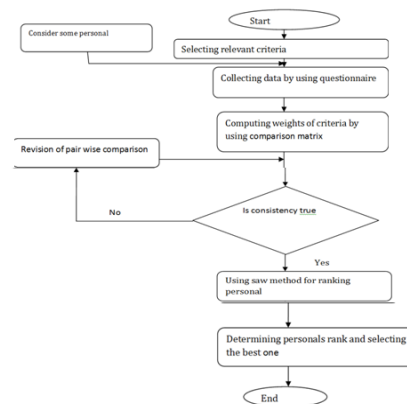 Start
Consider some personal
Selecting relevant criteria
Collecting data by using questionnaire
Computing weights of criteria by
using comparison matrix
Revision of pair wise comparison
Is consistency true
No
Yes
Using saw method for ranking
personal
Determining personals rank and selecting
the best one
End